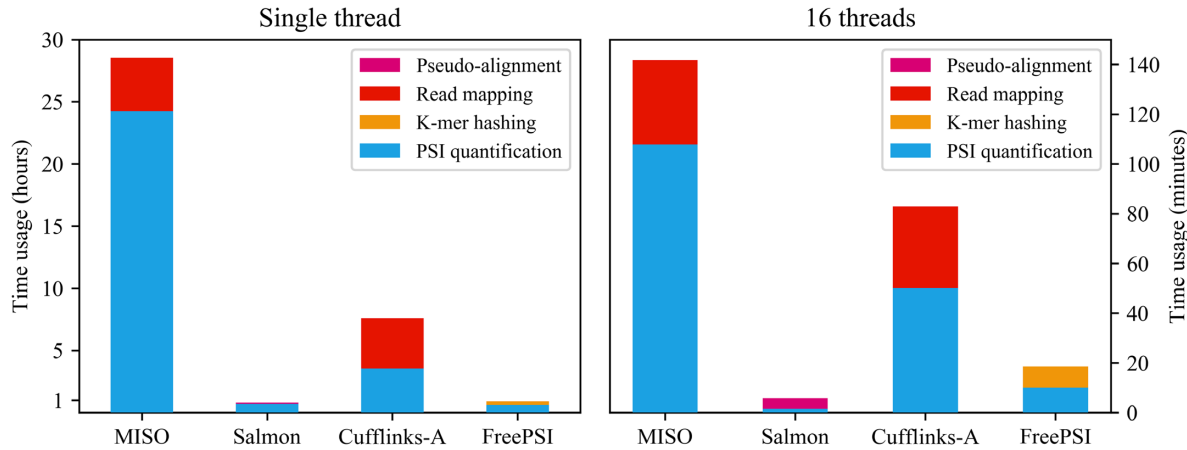 Single thread
16 threads
Time usage (hours)
30
25
20
15
10
5
1
Pseudo-alignment
Read mapping
K-mer hashing
PSI quantification
MISO
Salmon
Cufflinks-A
FreePSI
Pseudo-alignment
Read mapping
K-mer hashing
PSI quantification
140
120
100
80
60
40
20
0
Time usage (minutes)
MISO
Salmon
Cufflinks-A
FreePSI